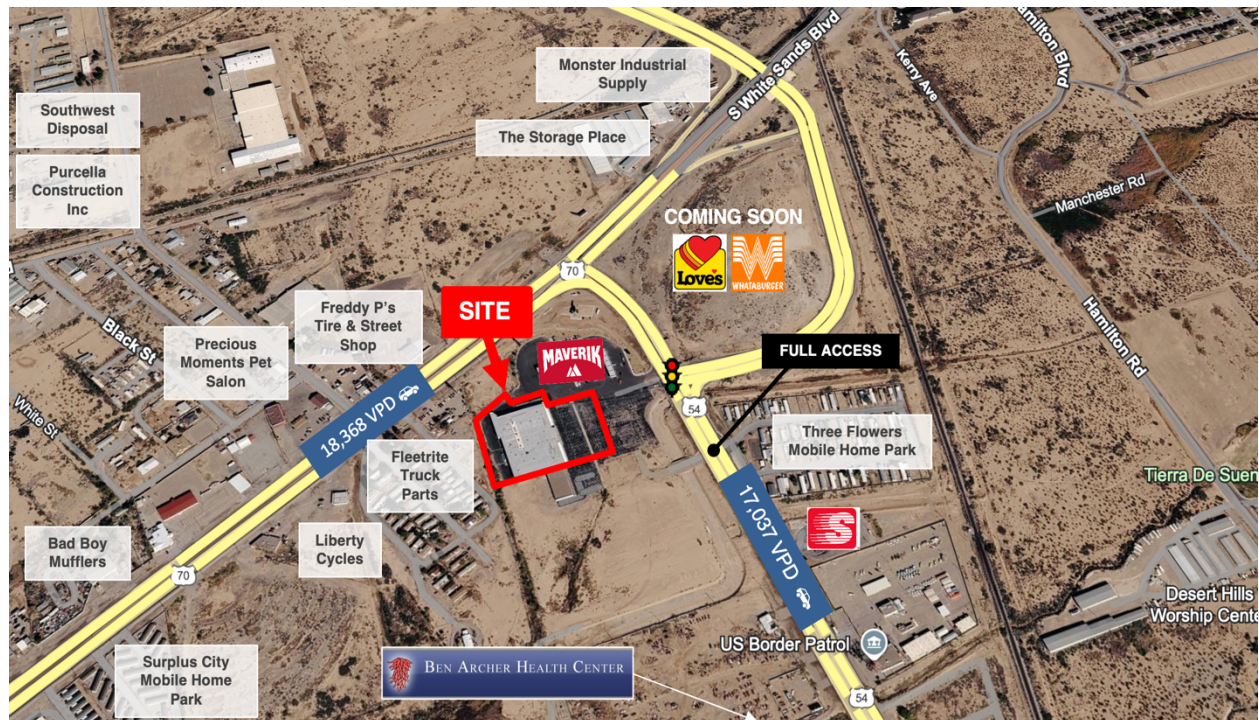 Southwest
Disposal
Purcella
Construction
Inc
Monster Industrial
Supply
The Storage Place
S White Sands Blvd
Kerry Ave
Hamilton Blvd
Manchester Rd
Hamilton Rd
COMING SOON
Love's
WHATABURGER
70
SITE
MAVERIK
FULL ACCESS
Freddy P's
Tire & Street
Shop
Black St
Precious
Moments Pet
Salon
White St
18,368 VPD
54
Three Flowers
Mobile Home Park
Tierra De Suen
Fleetrite
Truck
Parts
17,037 VPD
S
Bad Boy
Mufflers
Liberty
Cycles
70
Desert Hills
Worship Cente
US Border Patrol
Surplus City
Mobile Home
Park
BEN ARCHER HEALTH CENTER
54